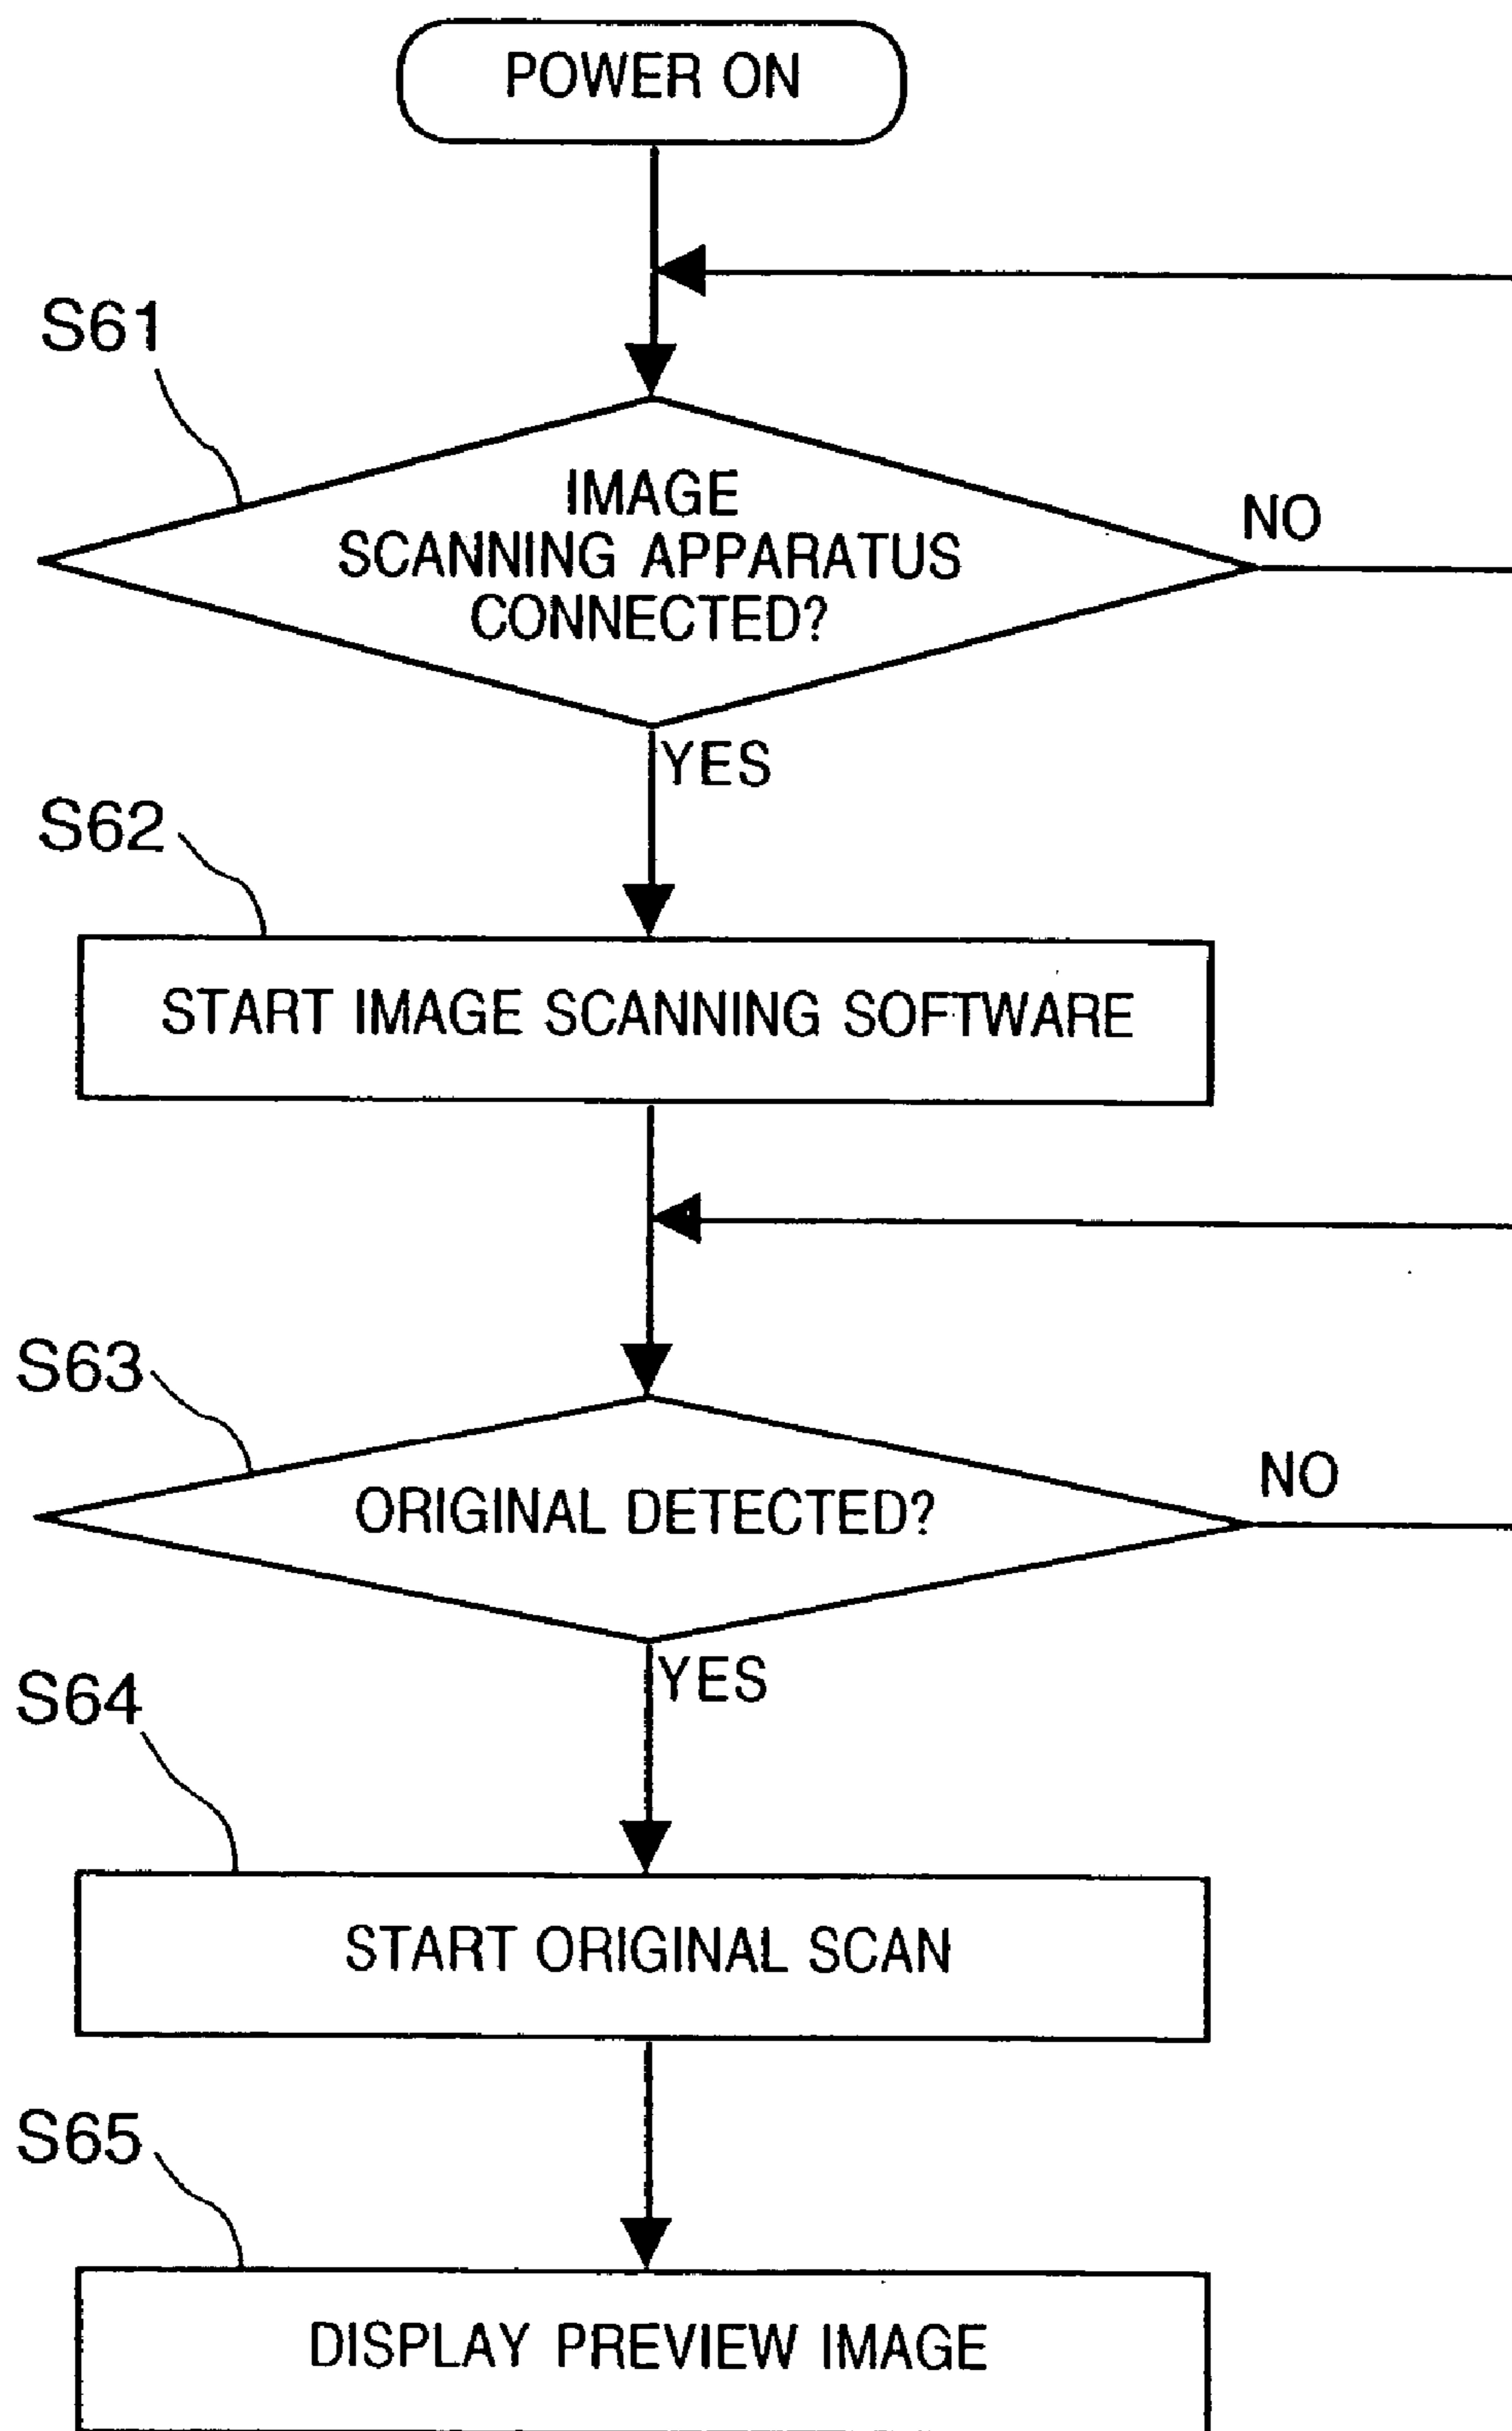 POWER ON
S61
IMAGE
SCANNING APPARATUS
CONNECTED?
NO
YES
S62
START IMAGE SCANNING SOFTWARE
S63
ORIGINAL DETECTED?
NO
YES
S64
START ORIGINAL SCAN
S65
DISPLAY PREVIEW IMAGE